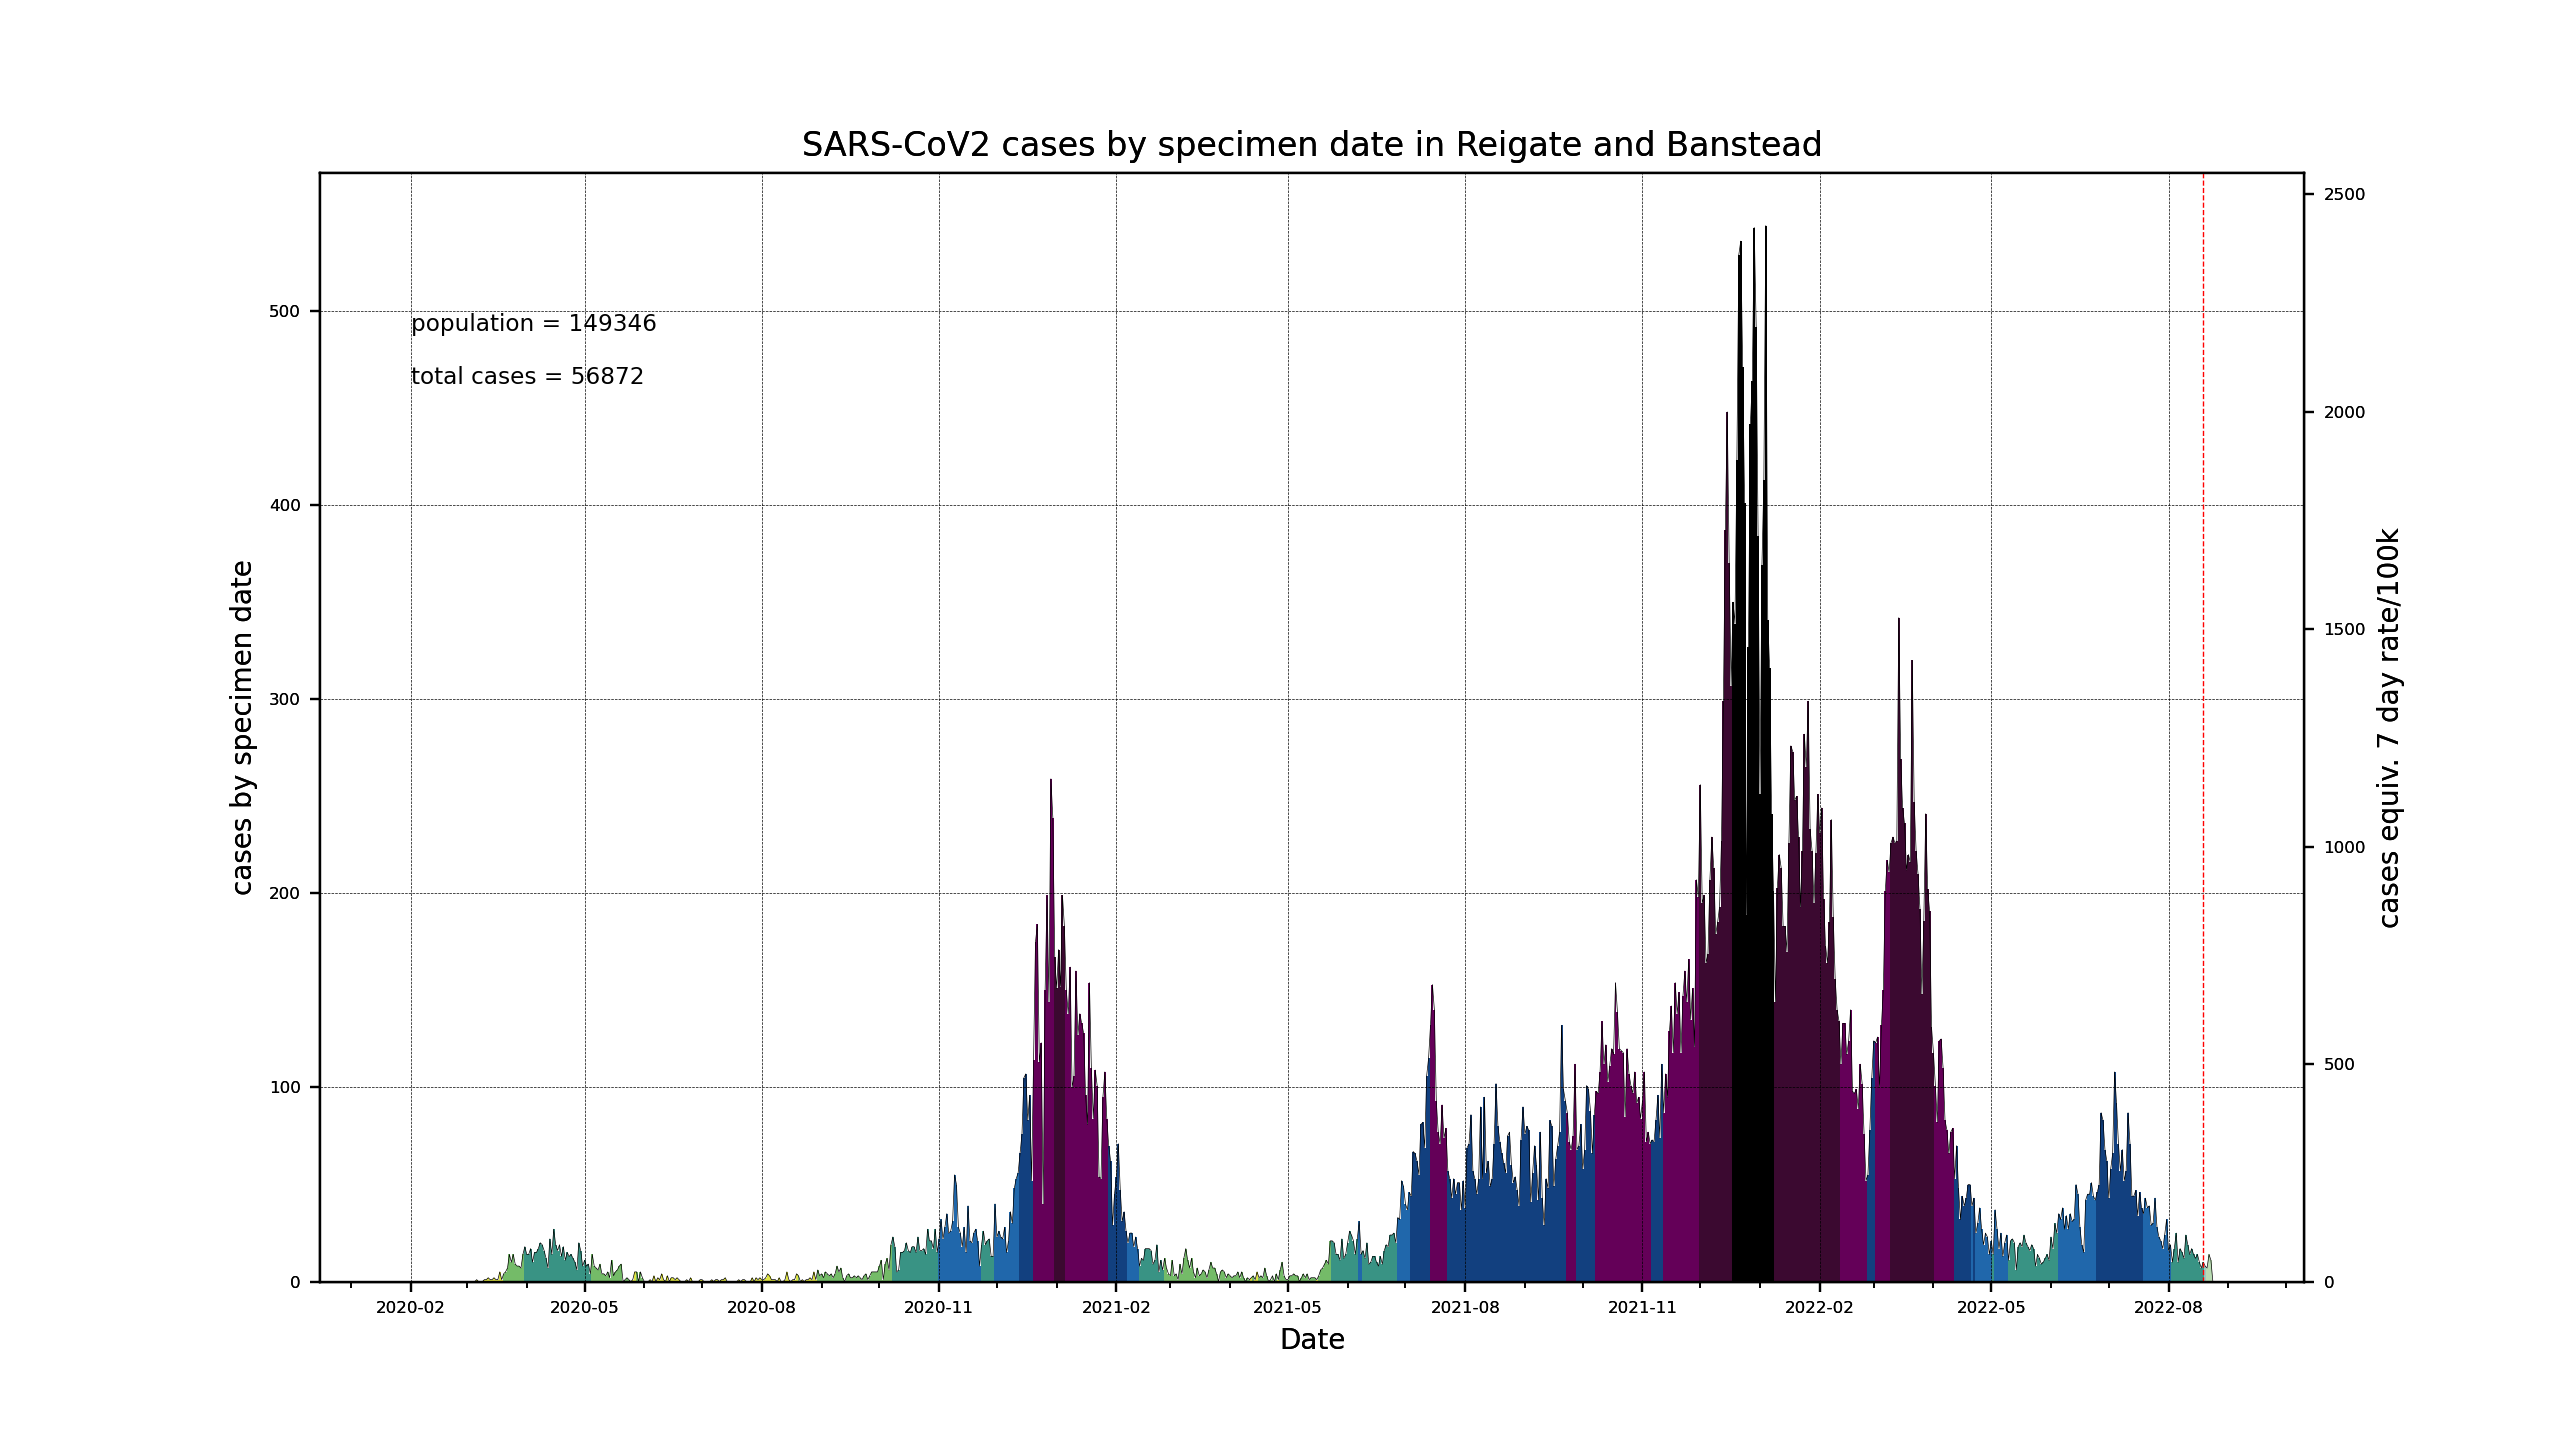 SARS-CoV2 cases by specimen date in Reigate and Banstead
population = 149346
total cases = 56872
cases by specimen date
500
400
300
200
100
0
2500
2000
1500
1000
500
0
cases equiv. 7 day rate/100k
2020-02 2020-05 2020-08 2020-11 2021-02 2021-05 2021-08 2021-11 2022-02 2022-05 2022-08
Date